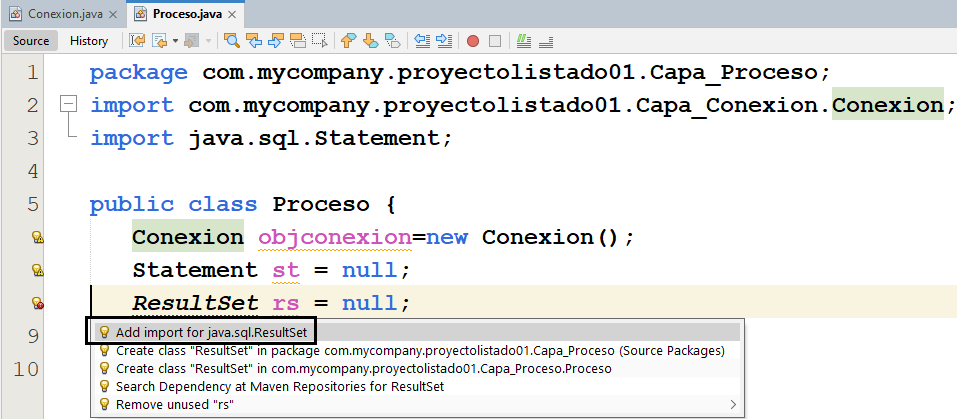 Conexion.java Proceso.java
Source History
1 package com.mycompany.proyectolistado01.Capa_Proceso;
2 import com.mycompany.proyectolistado01.Capa_Conexion.Conexion;
3 import java.sql.Statement;
4
5 public class Proceso {
Conexion objconexion=new Conexion();
Statement st = null;
ResultSet rs = null;
9
Add import for java.sql.ResultSet
Create class "ResultSet" in package com.mycompany.proyectolistado01.Capa_Proceso (Source Packages)
10
Create class "ResultSet" in com.mycompany.proyectolistado01.Capa_Proceso.Proceso
Search Dependency at Maven Repositories for ResultSet
Remove unused "rs"